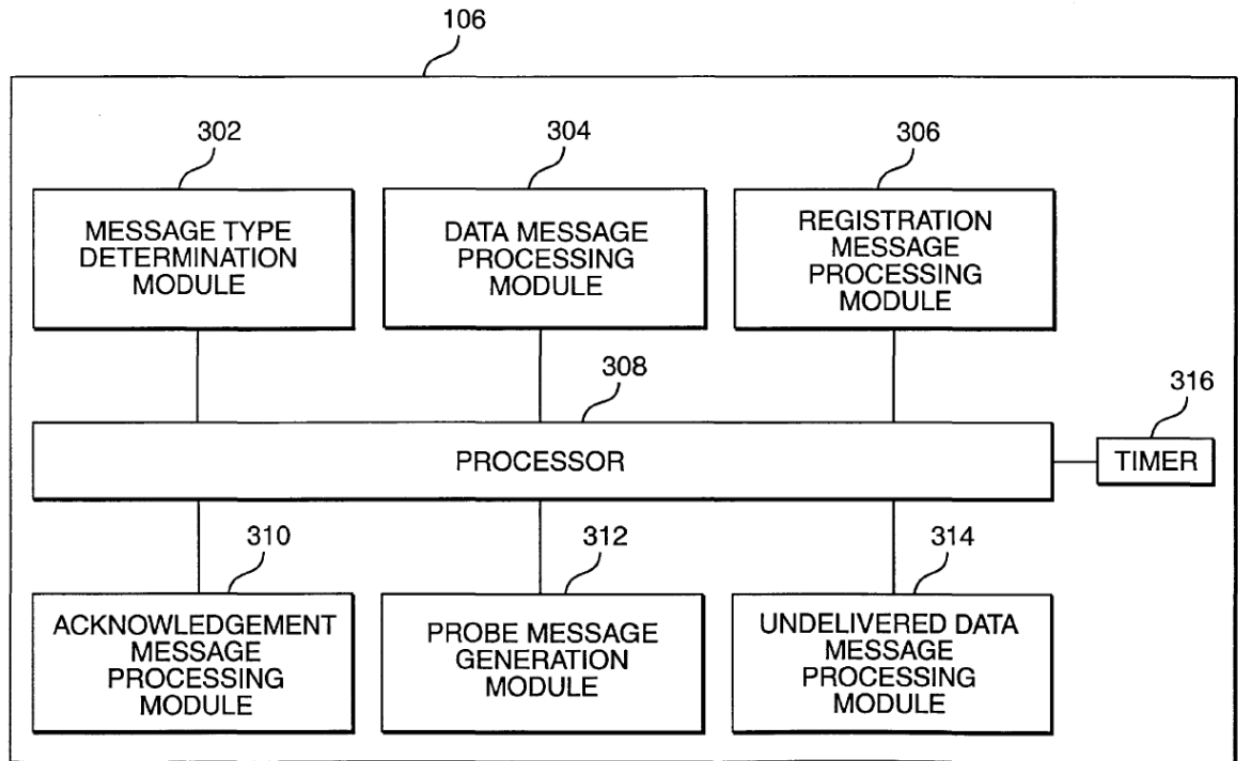 106
302
304
306
MESSAGE TYPE
DETERMINATION
MODULE
DATA MESSAGE
PROCESSING
MODULE
REGISTRATION
MESSAGE
PROCESSING
MODULE
308
316
PROCESSOR
TIMER
310
312
314
ACKNOWLEDGEMENT
MESSAGE
PROCESSING
MODULE
PROBE MESSAGE
GENERATION
MODULE
UNDELIVERED DATA
MESSAGE
PROCESSING
MODULE